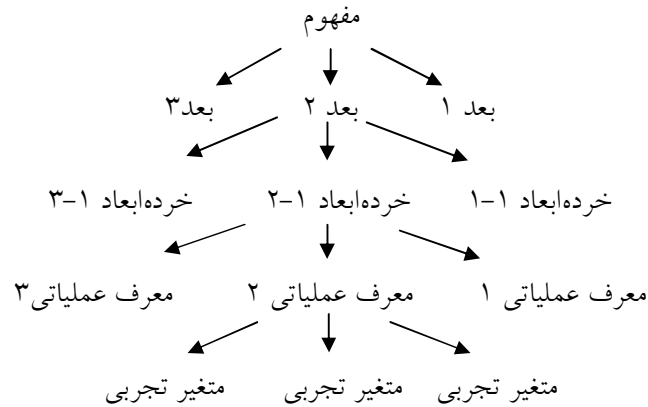 مفهوم
بعد ۱ بعد ۲ بعد۳
خرده‌ابعاد ۱-۱ خرده‌ابعاد ۱-۲ خرده‌ابعاد ۱-۳
معرف عملیاتی ۱ معرف عملیاتی ۲ معرف عملیاتی۳
متغیر تجربی متغیر تجربی متغیر تجربی